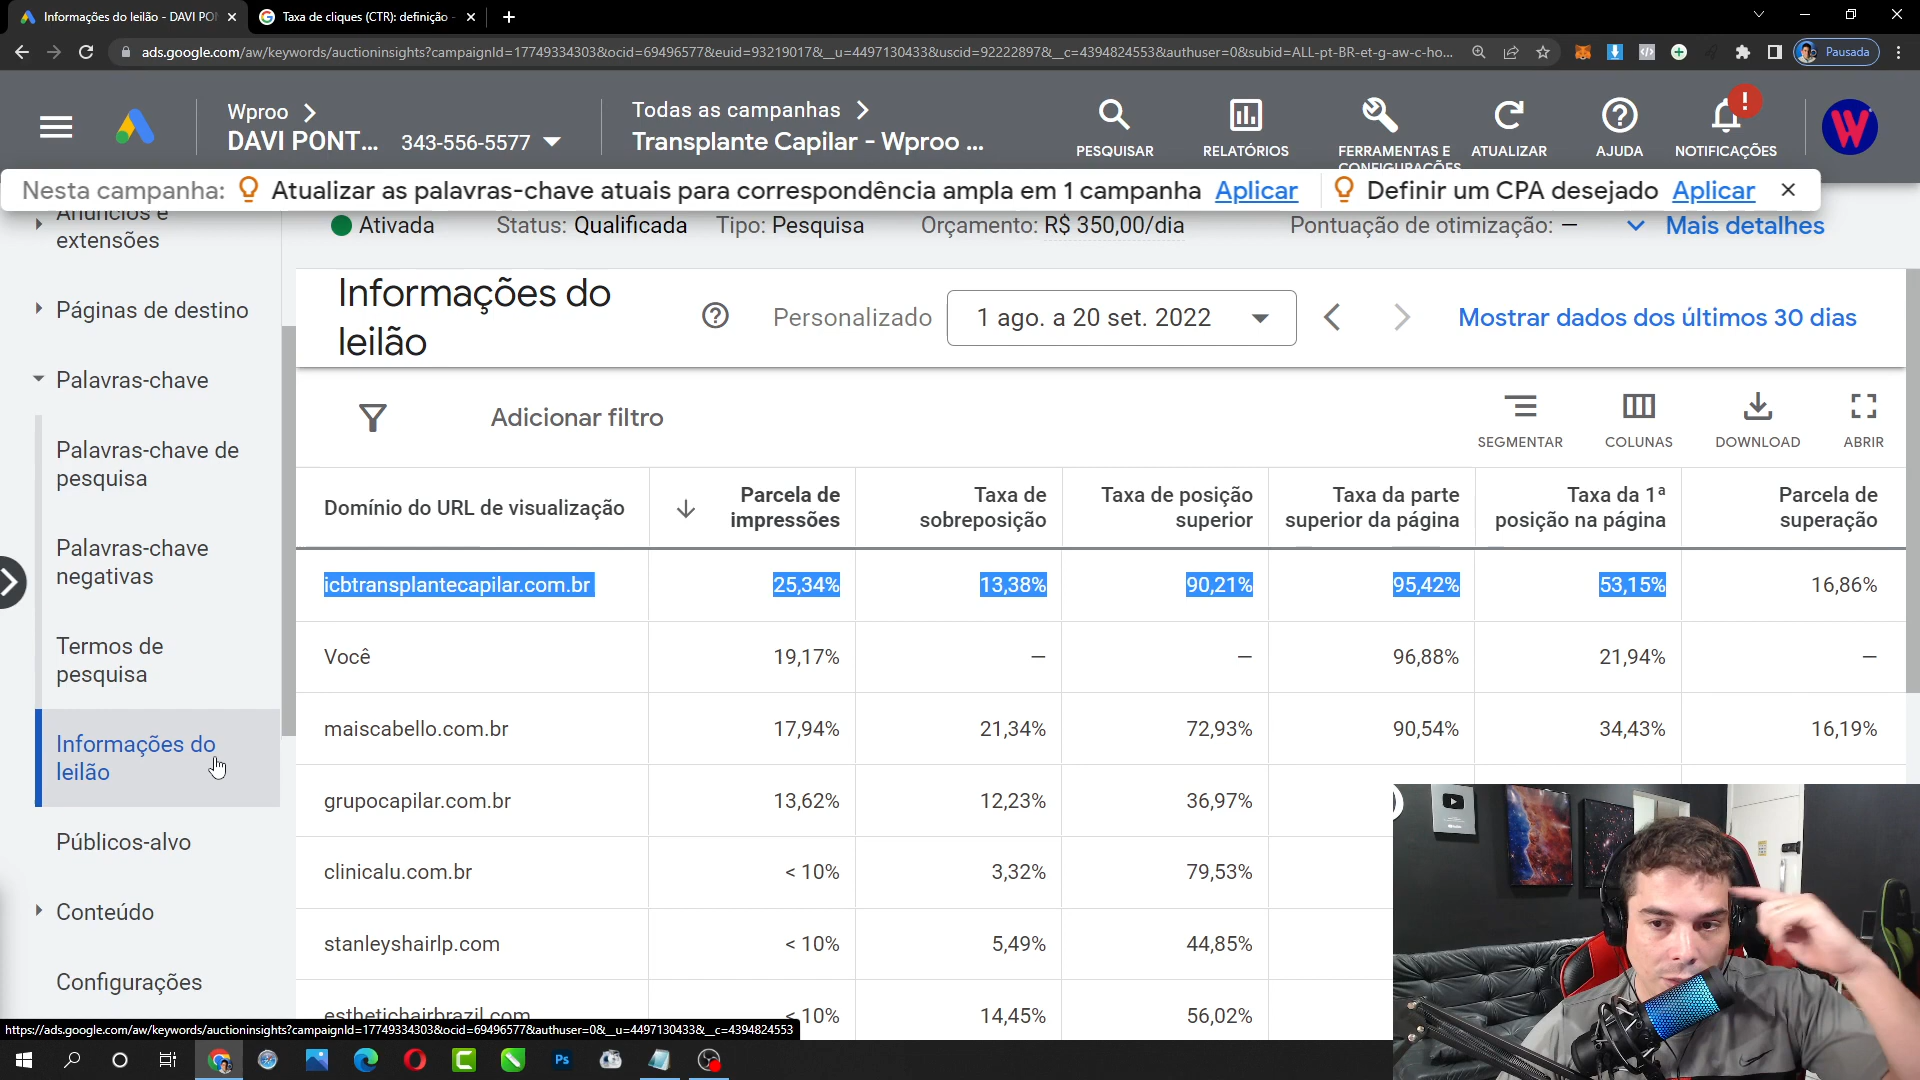 Informações do leilão - DAVI PO
Taxa de cliques (CTR): definição -
ads.google.com/aw/keywords/auctioninsights?campaignId=17749334303&ocid=69496577&euid=93219017&__u=4497130433&uscid=92222897&__c=4394824553&authuser=0&subid=ALL-pt-BR-et-g-aw-c-ho...
Pausada
Wproo
DAVI PONT...
343-556-5577
Todas as campanhas
Transplante Capilar - Wproo ...
PESQUISAR
RELATÓRIOS
FERRAMENTAS E
CONFIGURAÇÕES
ATUALIZAR
AJUDA
!
NOTIFICAÇÕES
W
Nesta campanha: Atualizar as palavras-chave atuais para correspondência ampla em 1 campanha Aplicar Definir um CPA desejado Aplicar
Anúncios e
extensões
Ativada Status: Qualificada Tipo: Pesquisa Orçamento: R$ 350,00/dia Pontuação de otimização: — Mais detalhes
Páginas de destino
Palavras-chave
Palavras-chave de
pesquisa
Palavras-chave
negativas
Termos de
pesquisa
Informações do
leilão
Públicos-alvo
Conteúdo
Configurações
Informações do
leilão
Personalizado
1 ago. a 20 set. 2022
Mostrar dados dos últimos 30 dias
Adicionar filtro
SEGMENTAR
COLUNAS
DOWNLOAD
ABRIR
Domínio do URL de visualização
Parcela de
impressões
Taxa de
sobreposição
Taxa de posição
superior
Taxa da parte
superior da página
Taxa da 1ª
posição na página
Parcela de
superação
icbtransplantecapilar.com.br 25,34% 13,38% 90,21% 95,42% 53,15% 16,86%
Você 19,17% — — 96,88% 21,94% —
maiscabello.com.br 17,94% 21,34% 72,93% 90,54% 34,43% 16,19%
grupocapilar.com.br 13,62% 12,23% 36,97%
clinicalu.com.br < 10% 3,32% 79,53%
stanleyshairlp.com < 10% 5,49% 44,85%
esthetichairbrazil.com < 10% 14,45% 56,02%
https://ads.google.com/aw/keywords/auctioninsights?campaignId=17749334303&ocid=69496577&authuser=0&__u=4497130433&__c=4394824553
Ps